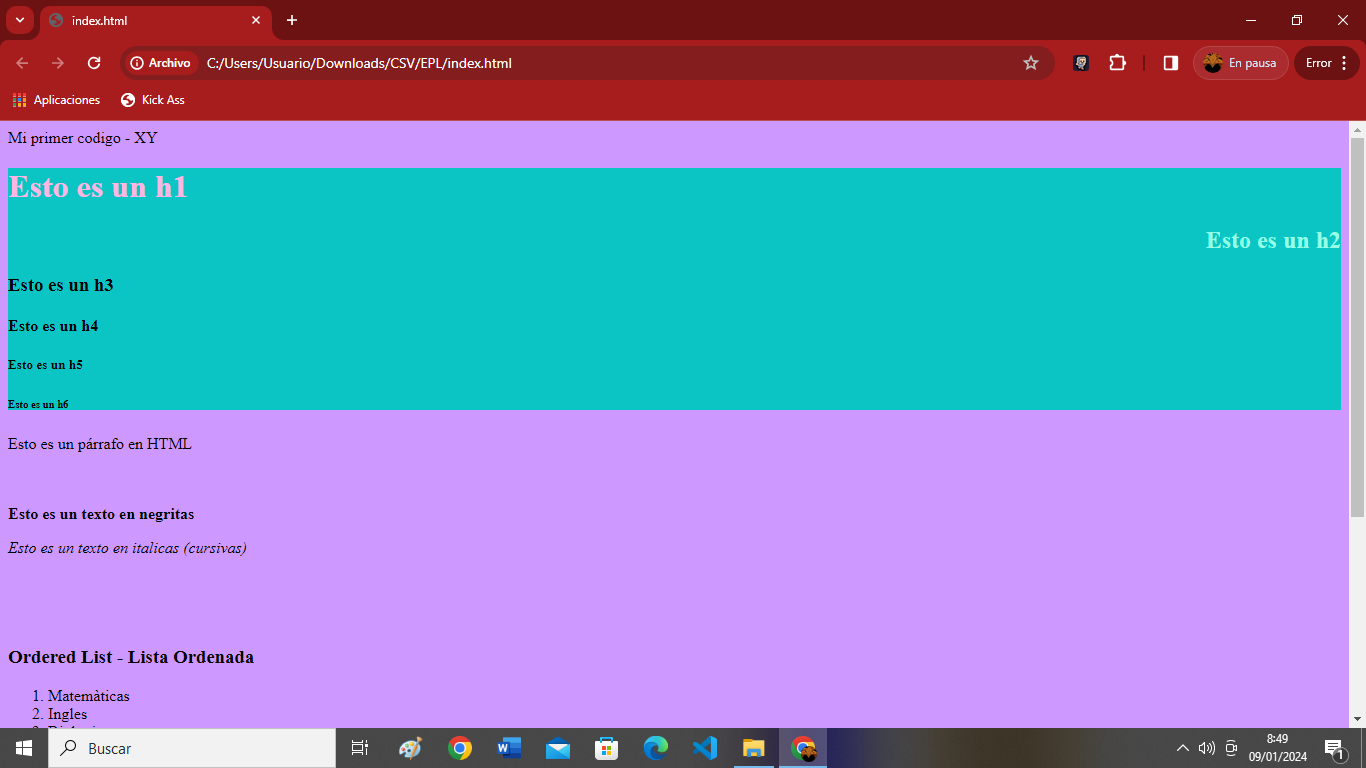 index.html
Archivo
C:/Users/Usuario/Downloads/CSV/EPL/index.html
En pausa
Error
Aplicaciones
Kick Ass
Mi primer codigo - XY
Esto es un h1
Esto es un h2
Esto es un h3
Esto es un h4
Esto es un h5
Esto es un h6
Esto es un párrafo en HTML
Esto es un texto en negritas
Esto es un texto en italicas (cursivas)
Ordered List - Lista Ordenada
1. Matemàticas
2. Ingles
Buscar
8:49
09/01/2024
1